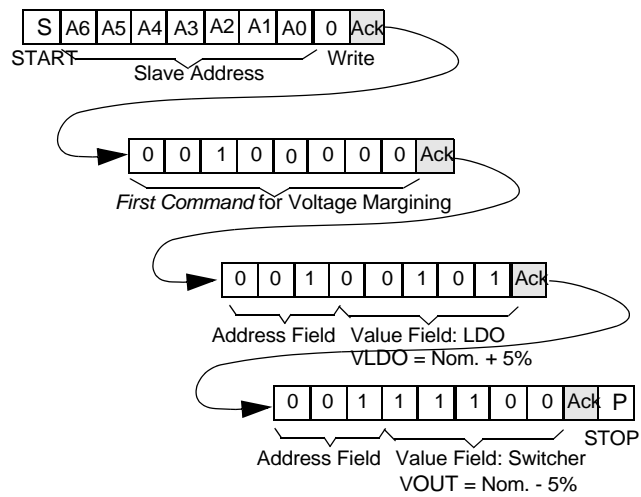 S A6 A5 A4 A3 A2 A1 A0 0 Ack
START Slave Address Write
0 0 1 0 0 0 0 0 Ack
First Command for Voltage Margining
0 0 1 0 0 1 0 1 Ack
Address Field Value Field: LDO
VLDO = Nom. + 5%
0 0 1 1 1 1 0 0 Ack P
STOP
Address Field Value Field: Switcher
VOUT = Nom. - 5%